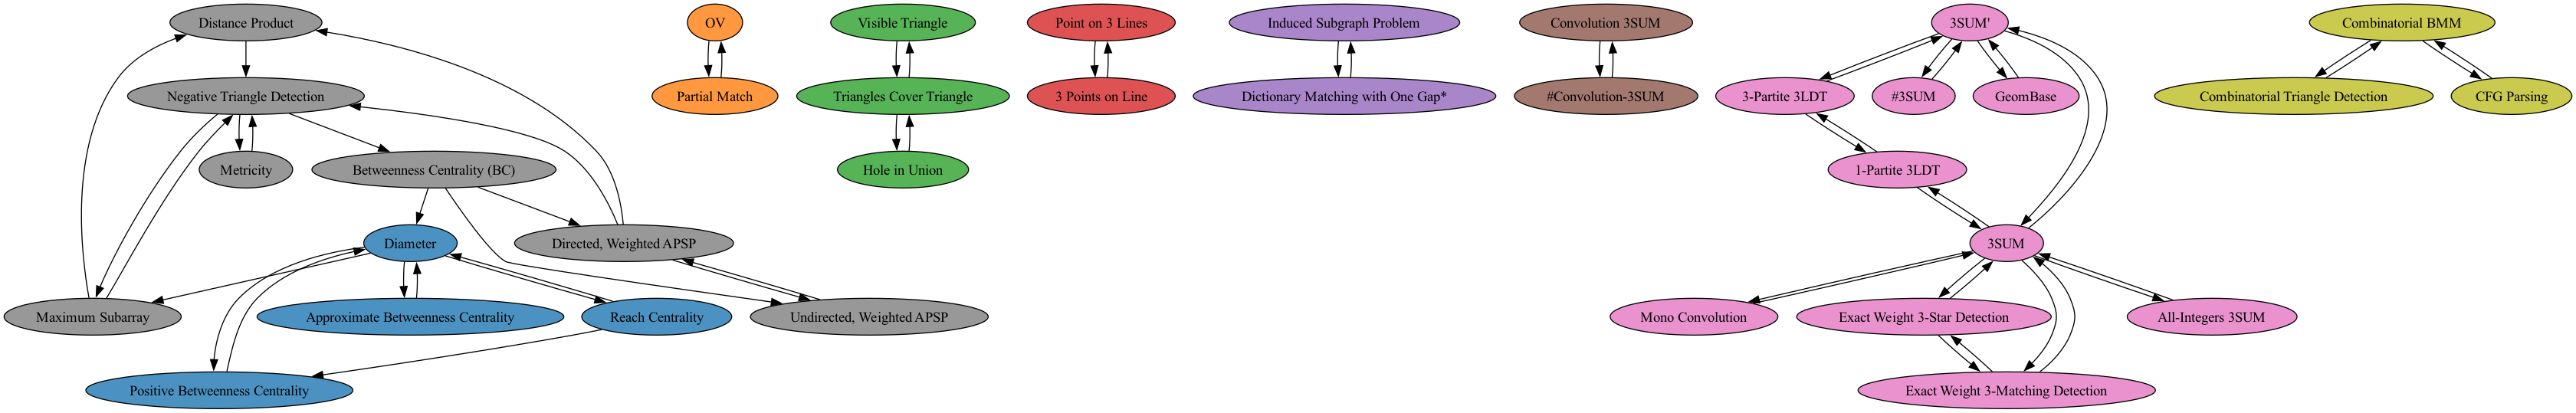 Distance Product
OV
Visible Triangle
Point on 3 Lines
Induced Subgraph Problem
Convolution 3SUM
3SUM'
Combinatorial BMM
Negative Triangle Detection
Partial Match
Triangles Cover Triangle
3 Points on Line
Dictionary Matching with One Gap*
#Convolution-3SUM
3-Partite 3LDT
#3SUM
GeomBase
Combinatorial Triangle Detection
CFG Parsing
Metricity
Betweenness Centrality (BC)
Hole in Union
1-Partite 3LDT
Diameter
Directed, Weighted APSP
3SUM
Maximum Subarray
Approximate Betweenness Centrality
Reach Centrality
Undirected, Weighted APSP
Mono Convolution
Exact Weight 3-Star Detection
All-Integers 3SUM
Positive Betweenness Centrality
Exact Weight 3-Matching Detection